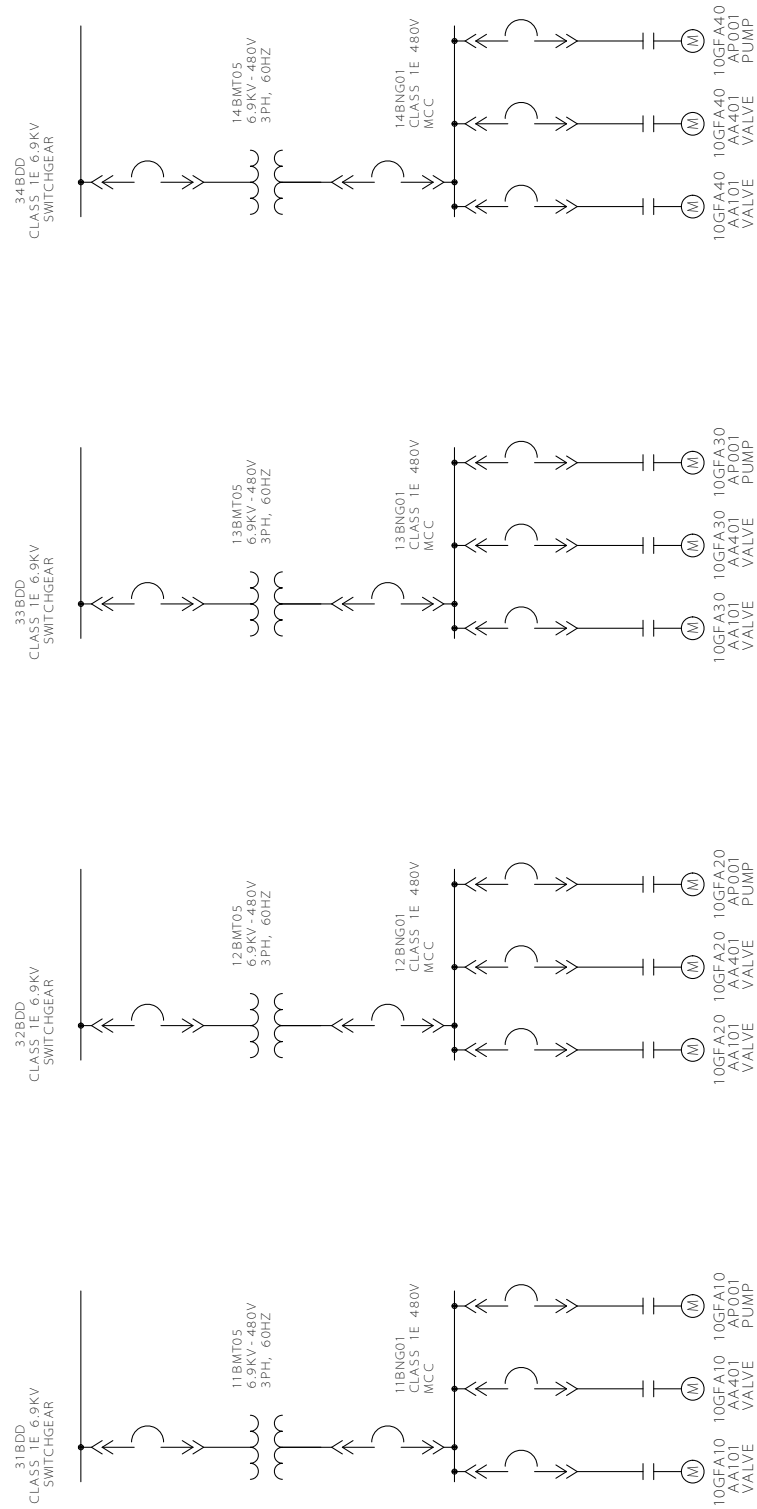 31BDD
CLASS 1E 6.9KV
SWITCHGEAR
11BMT05
6.9KV-480V
3PH, 60HZ
11BNG01
CLASS 1E 480V
MCC
10GFA10
AA101
VALVE
10GFA10
AA401
VALVE
10GFA10
AP001
PUMP
M
M
M
32BDD
CLASS 1E 6.9KV
SWITCHGEAR
12BMT05
6.9KV-480V
3PH, 60HZ
12BNG01
CLASS 1E 480V
MCC
10GFA20
AA101
VALVE
10GFA20
AA401
VALVE
10GFA20
AP001
PUMP
M
M
M
33BDD
CLASS 1E 6.9KV
SWITCHGEAR
13BMT05
6.9KV-480V
3PH, 60HZ
13BNG01
CLASS 1E 480V
MCC
10GFA30
AA101
VALVE
10GFA30
AA401
VALVE
10GFA30
AP001
PUMP
M
M
M
34BDD
CLASS 1E 6.9KV
SWITCHGEAR
14BMT05
6.9KV-480V
3PH, 60HZ
14BNG01
CLASS 1E 480V
MCC
10GFA40
AA101
VALVE
10GFA40
AA401
VALVE
10GFA40
AP001
PUMP
M
M
M